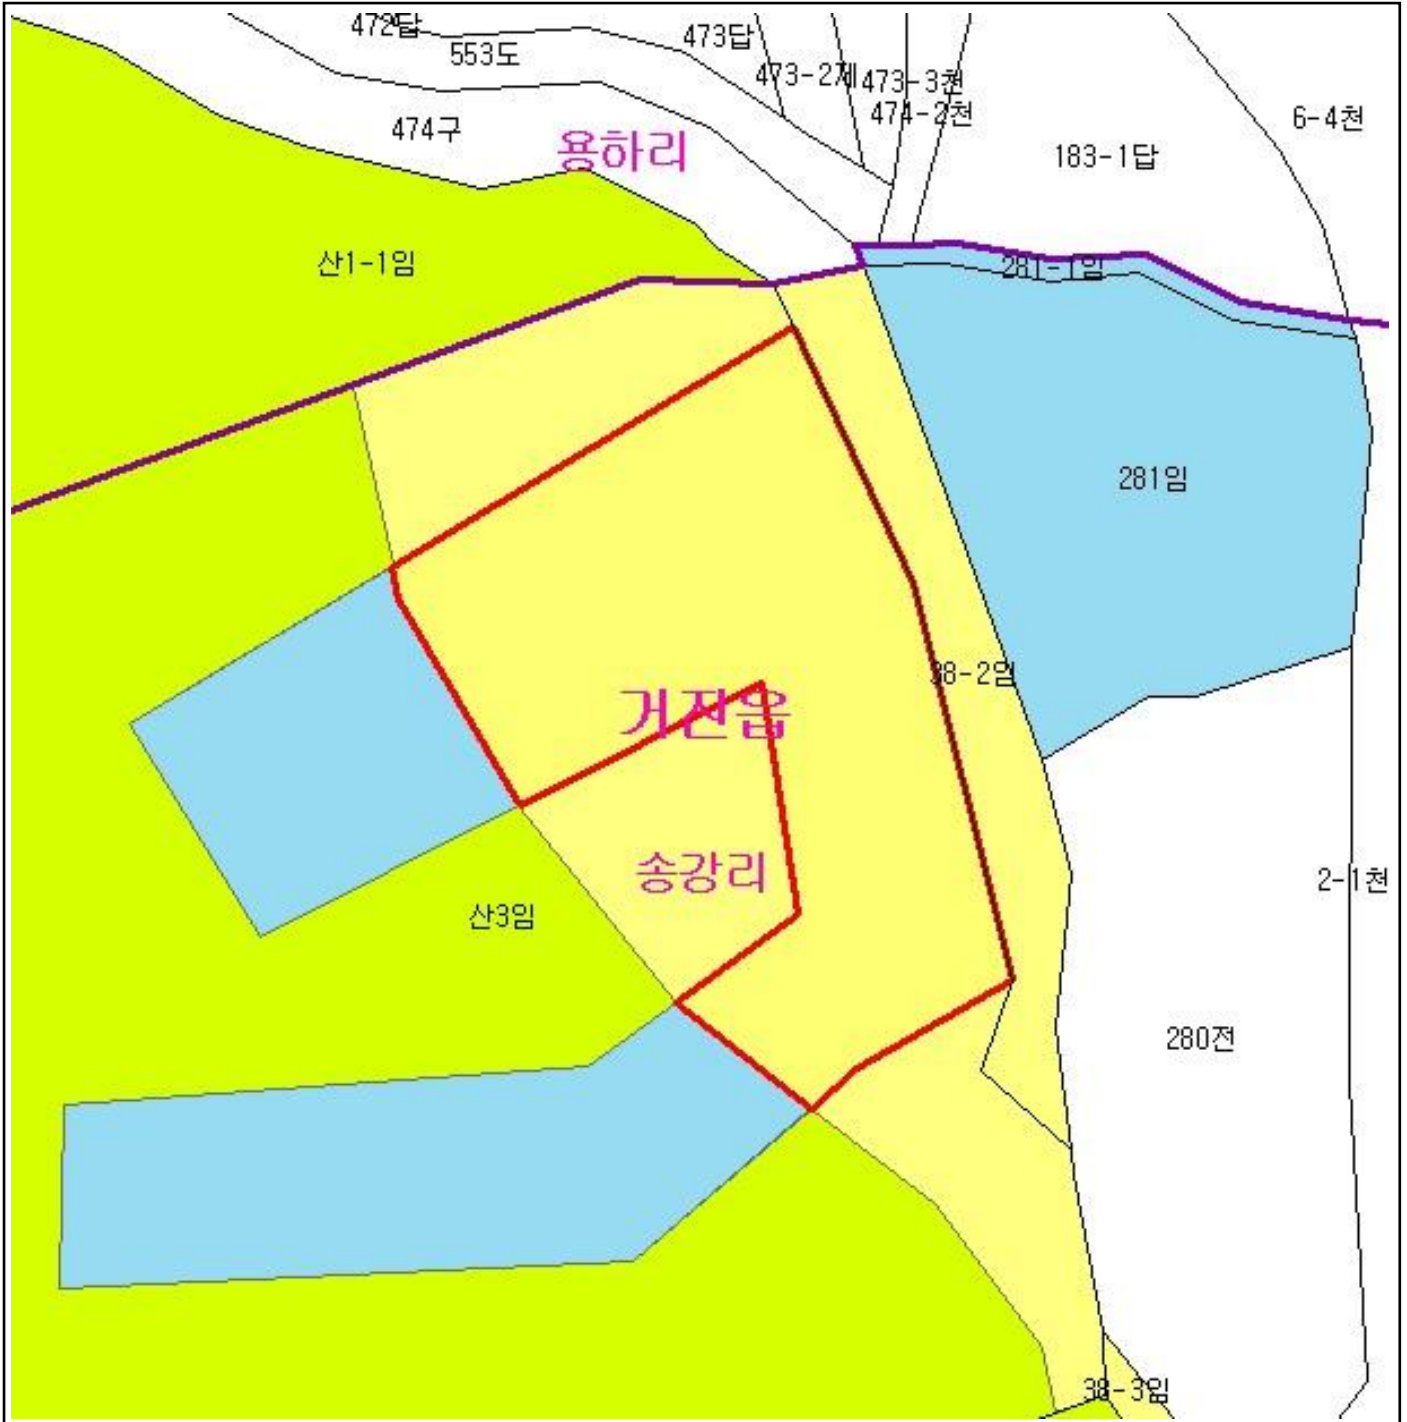 472답
553도
473답
473-2제
473-3천
474-2천
474구
용하리
183-1답
6-4천
산1-1임
281-1임
281임
38-2임
거진읍
송강리
산3임
2-1천
280전
38-3임